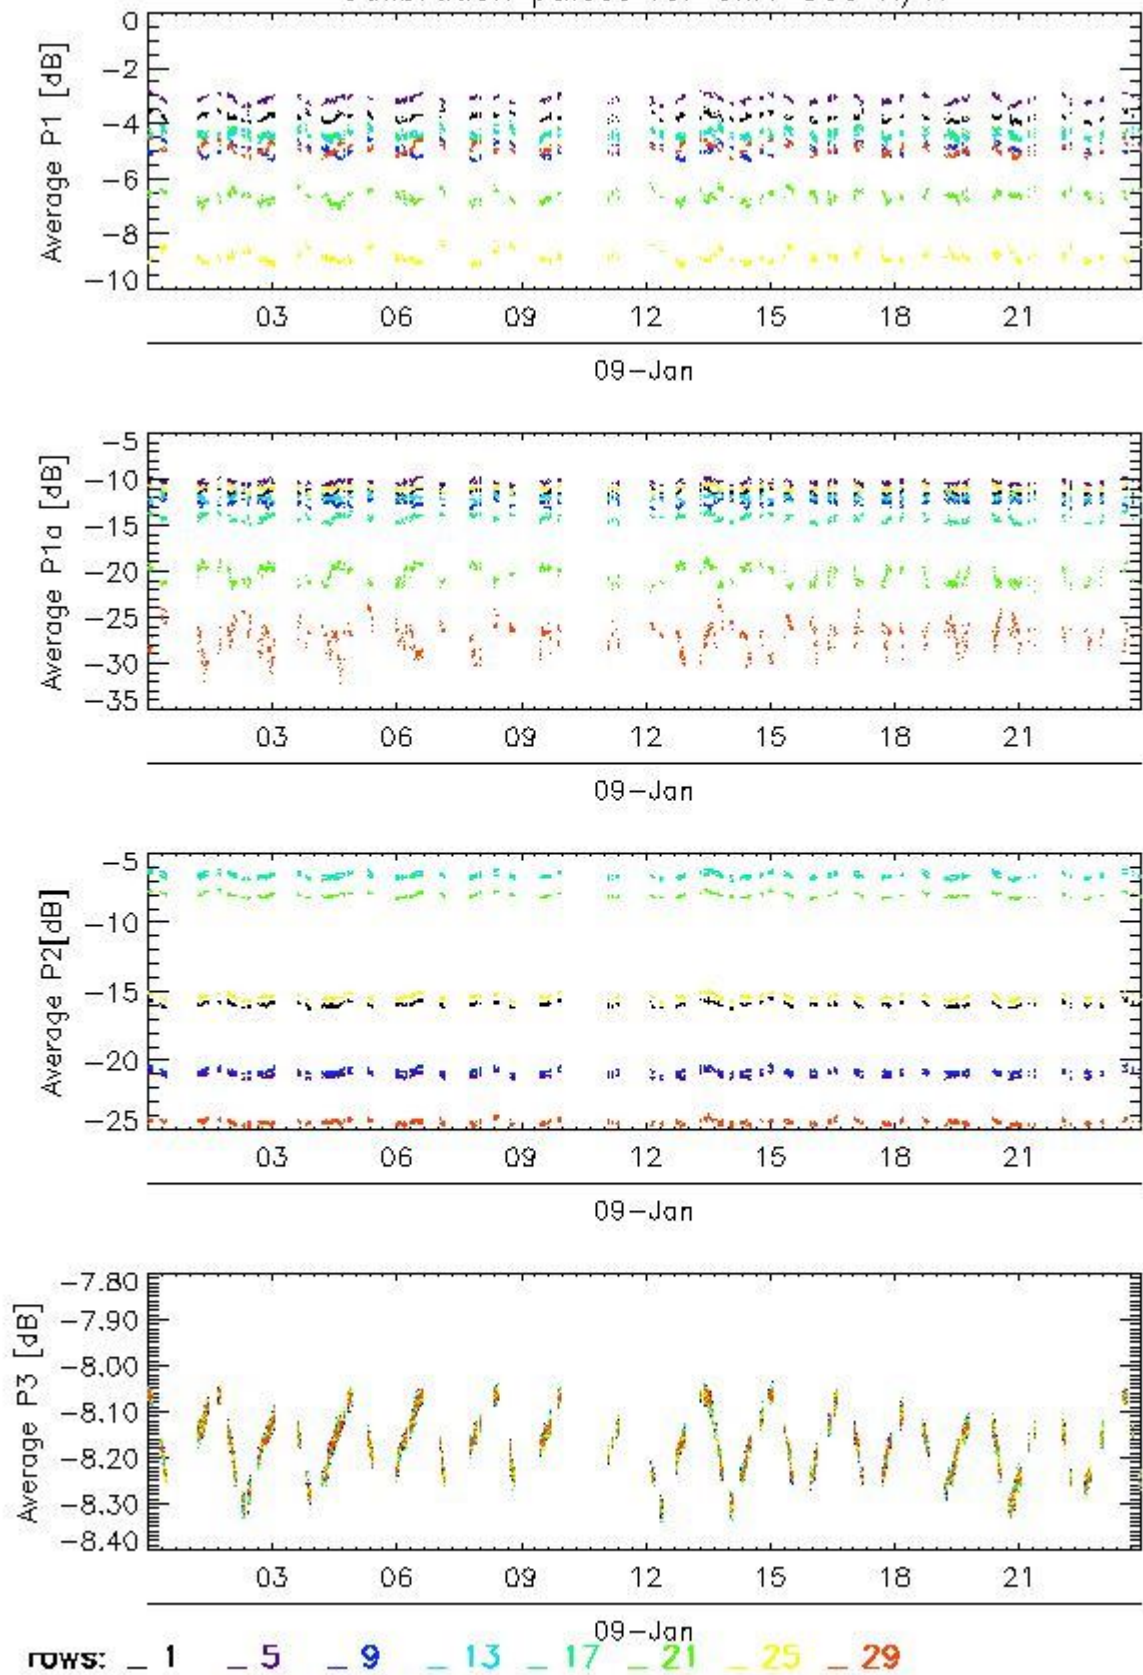 Average P1 [dB]
0
-2
-4
-6
-8
-10
03 06 09 12 15 18 21
09-Jan
Average P1a [dB]
-5
-10
-15
-20
-25
-30
-35
03 06 09 12 15 18 21
09-Jan
Average P2[dB]
-5
-10
-15
-20
-25
03 06 09 12 15 18 21
09-Jan
Average P3 [dB]
-7.80
-7.90
-8.00
-8.10
-8.20
-8.30
-8.40
03 06 09 12 15 18 21
09-Jan
rows: _ 1 _ 5 _ 9 _ 13 _ 17 _ 21 _ 25 _ 29